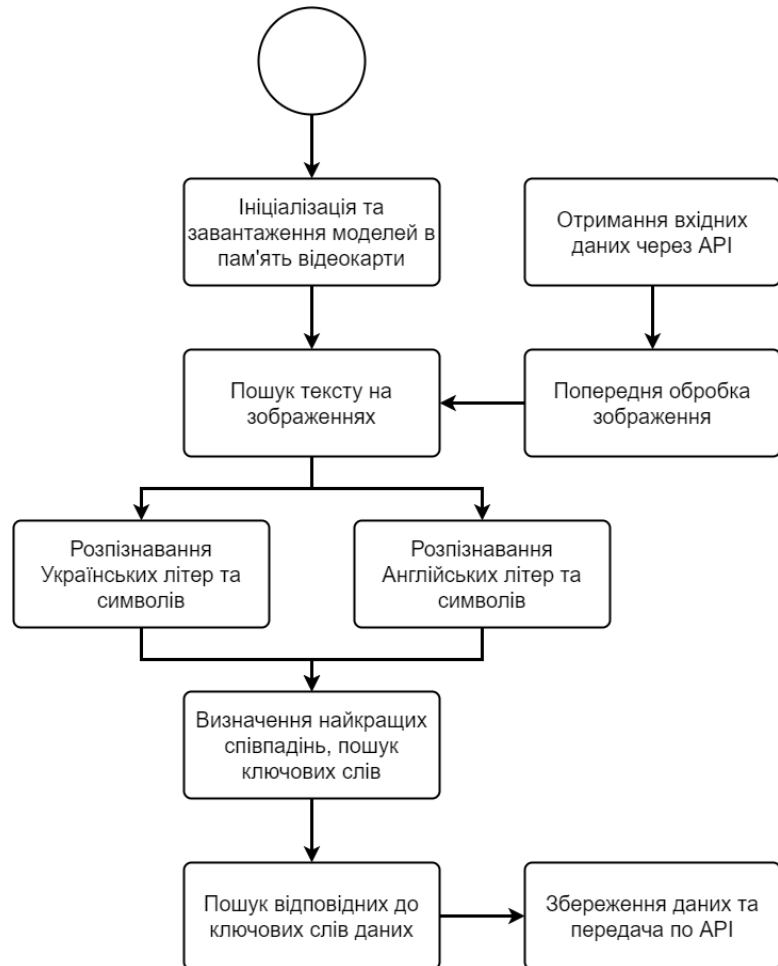 Ініціалізація та
завантаження моделей в
пам'ять відеокарти
Отримання вхідних
даних через API
Пошук тексту на
зображеннях
Попередня обробка
зображення
Розпізнавання
Українських літер та
символів
Розпізнавання
Англійських літер та
символів
Визначення найкращих
співпадінь, пошук
ключових слів
Пошук відповідних до
ключових слів даних
Збереження даних та
передача по API